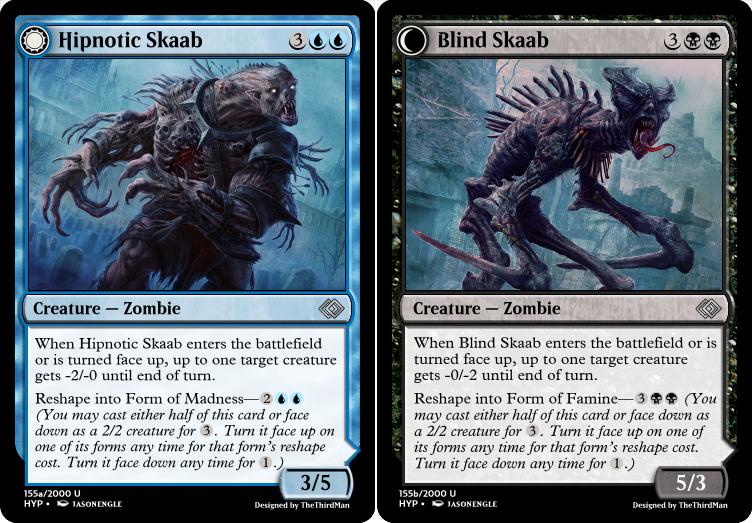 Hipnotic Skaab 3
Creature — Zombie
When Hipnotic Skaab enters the battlefield
or is turned face up, up to one target creature
gets -2/-0 until end of turn.
Reshape into Form of Madness—2
(You may cast either half of this card or face
down as a 2/2 creature for 3. Turn it face up on
one of its forms any time for that form's reshape
cost. Turn it face down any time for 1.)
3/5
155a/2000 U
HYP • JASONENGLE
Designed by TheThirdMan
Blind Skaab 3
Creature — Zombie
When Blind Skaab enters the battlefield or is
turned face up, up to one target creature gets
-0/-2 until end of turn.
Reshape into Form of Famine—3 (You
may cast either half of this card or face down
as a 2/2 creature for 3. Turn it face up on one
of its forms any time for that form's reshape cost.
Turn it face down any time for 1.)
5/3
155b/2000 U
HYP • JASONENGLE
Designed by TheThirdMan